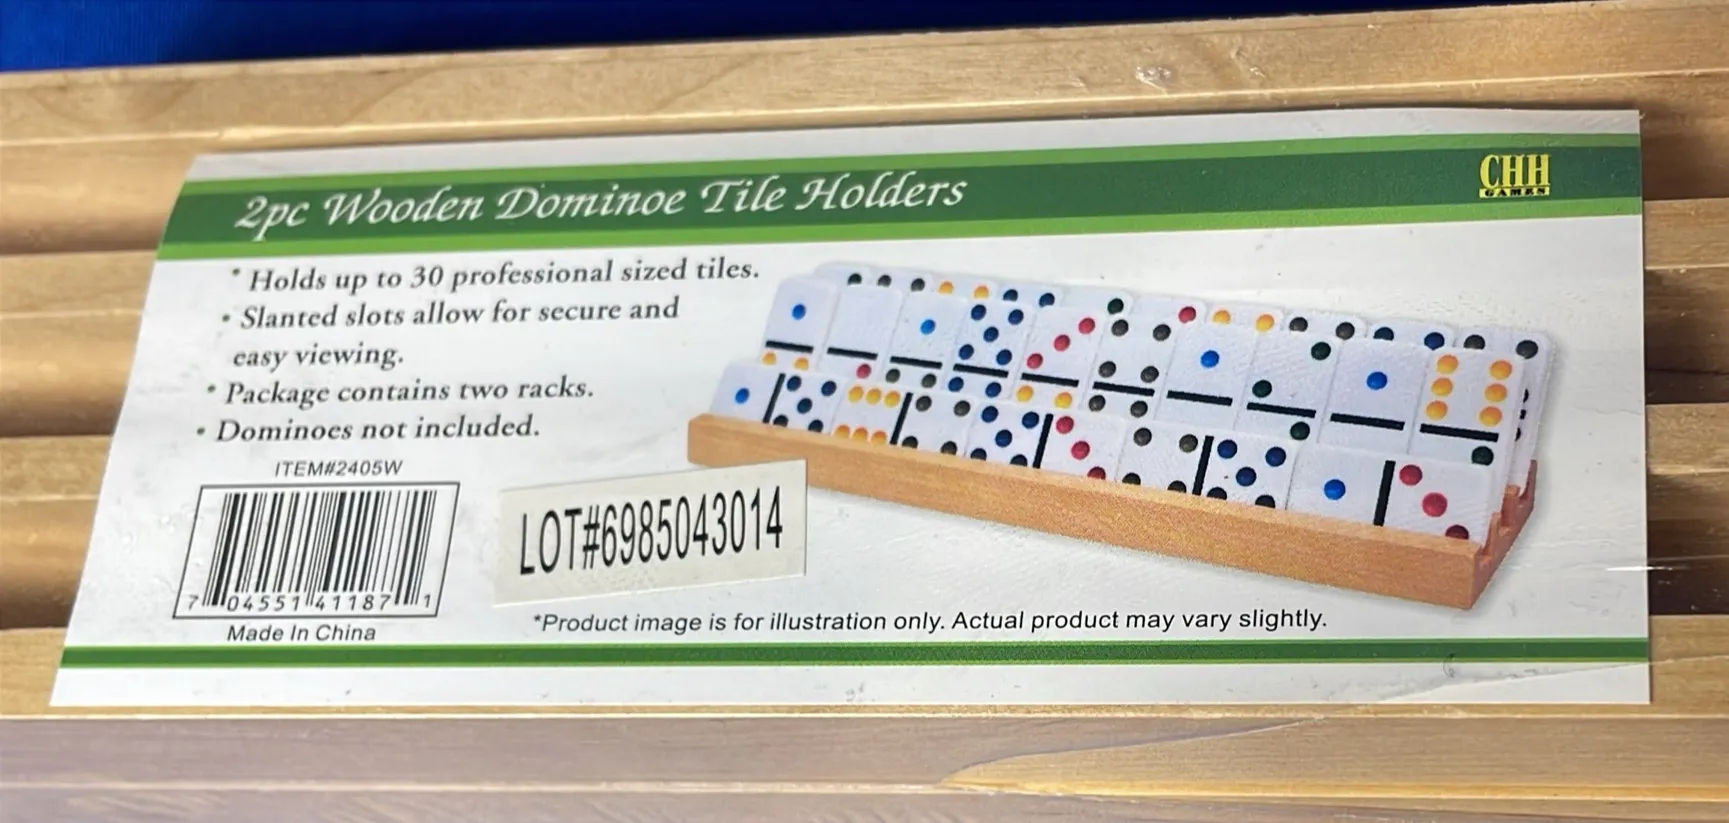 2pc Wooden Dominoe Tile Holders
CHH
GAMES
* Holds up to 30 professional sized tiles.
• Slanted slots allow for secure and
easy viewing.
• Package contains two racks.
• Dominoes not included.
ITEM#2405W
7 04551 41187 1
Made In China
LOT#6985043014
*Product image is for illustration only. Actual product may vary slightly.